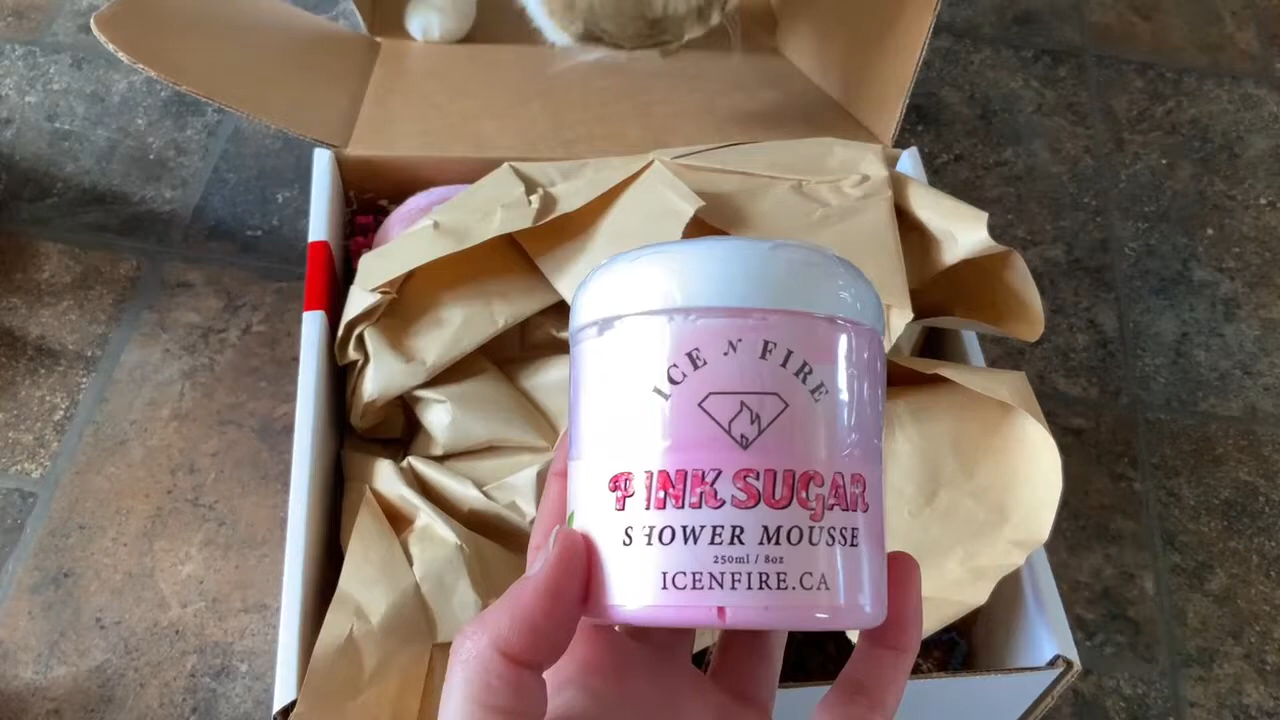 ICE N FIRE
PINK SUGAR
SHOWER MOUSSE
250ml / 8oz
ICENFIRE.CA